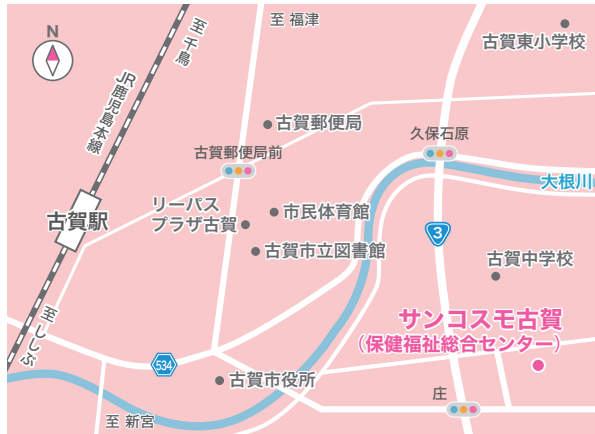 N
至 福津
至 千鳥
古賀東小学校
JR鹿児島本線
古賀郵便局
久保石原
古賀郵便局前
大根川
リーパス
プラザ古賀
市民体育館
古賀駅
3
古賀市立図書館
古賀中学校
至 ししぶ
サンコスモ古賀
(保健福祉総合センター)
534
古賀市役所
庄
至 新宮